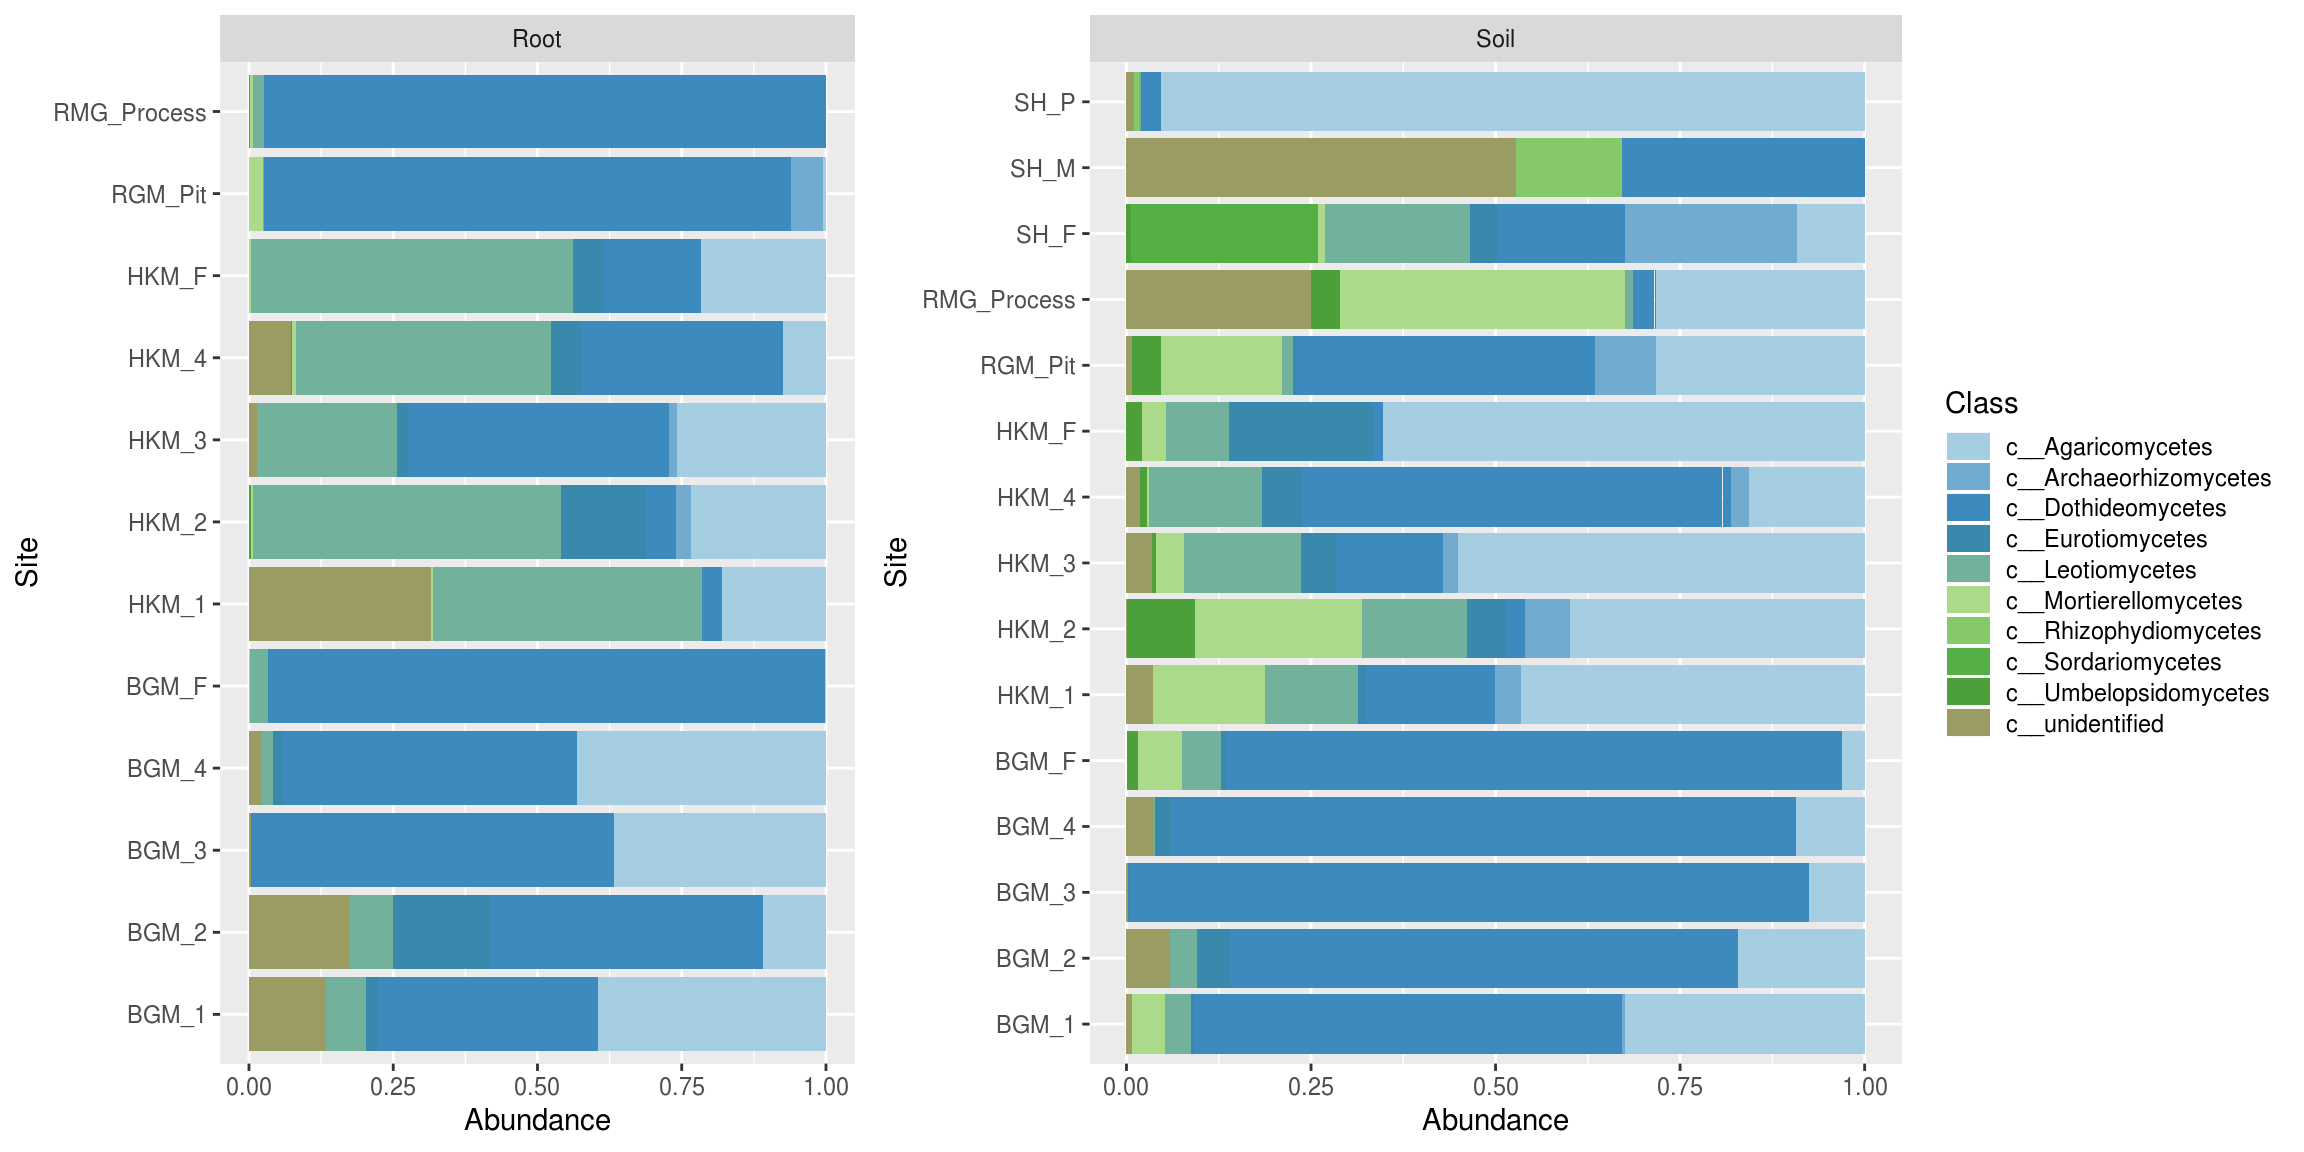 Root
Site
RMG_Process
RGM_Pit
HKM_F
HKM_4
HKM_3
HKM_2
HKM_1
BGM_F
BGM_4
BGM_3
BGM_2
BGM_1
0.00 0.25 0.50 0.75 1.00
Abundance
Soil
Site
SH_P
SH_M
SH_F
RMG_Process
RGM_Pit
HKM_F
HKM_4
HKM_3
HKM_2
HKM_1
BGM_F
BGM_4
BGM_3
BGM_2
BGM_1
0.00 0.25 0.50 0.75 1.00
Abundance
Class
c__Agaricomycetes
c__Archaeorhizomycetes
c__Dothideomycetes
c__Eurotiomycetes
c__Leotiomycetes
c__Mortierellomycetes
c__Rhizophydiomycetes
c__Sordariomycetes
c__Umbelopsidomycetes
c__unidentified